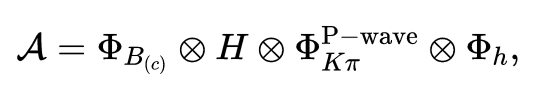 𝒜 = Φ_{B_{(c)}} ⊗ H ⊗ Φ_{Kπ}^{P−wave} ⊗ Φ_h,